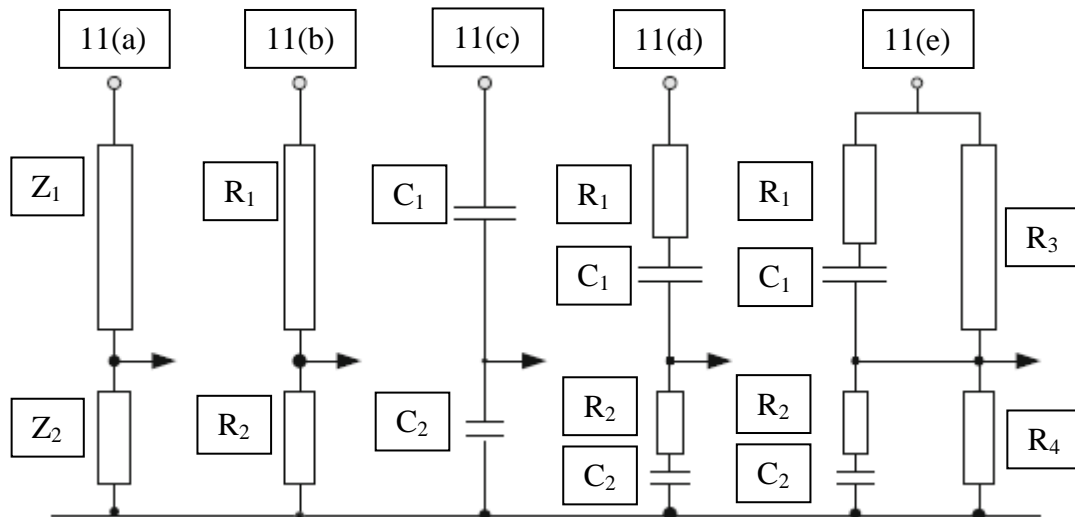 11(a) 11(b) 11(c) 11(d) 11(e)
Z₁ R₁ C₁ R₁ R₁
R₃
C₁ C₁
Z₂ R₂ C₂ R₂ R₂
R₄
C₂ C₂